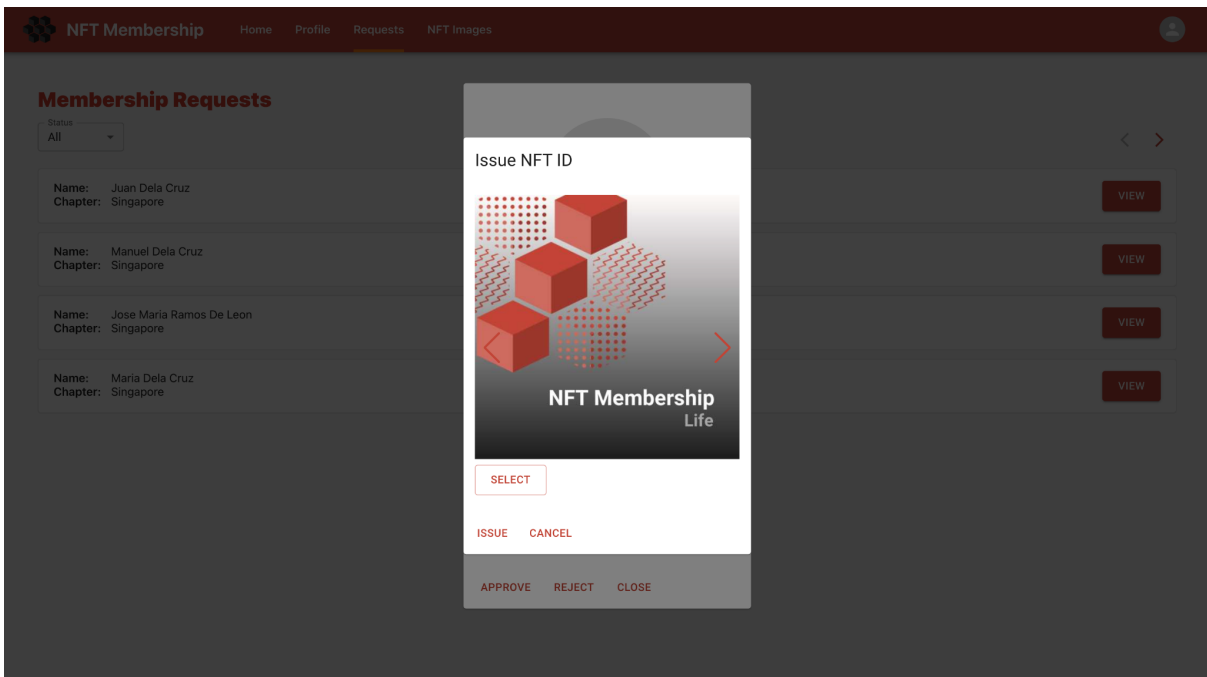 NFT Membership Home Profile Requests NFT Images
Membership Requests
Status
All
Name: Juan Dela Cruz
Chapter: Singapore
VIEW
Name: Manuel Dela Cruz
Chapter: Singapore
VIEW
Name: Jose Maria Ramos De Leon
Chapter: Singapore
VIEW
Name: Maria Dela Cruz
Chapter: Singapore
VIEW
Issue NFT ID
NFT Membership
Life
SELECT
ISSUE CANCEL
APPROVE REJECT CLOSE